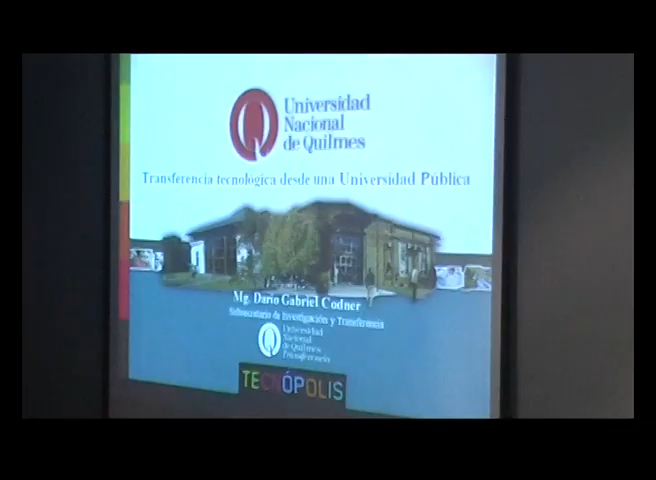 Universidad
Nacional
de Quilmes
Transferencia tecnológica desde una Universidad Pública
Mg. Darío Gabriel Codner
Subsecretario de Investigación y Transferencia
Universidad
Nacional
de Quilmes
Transferencia
TECNÓPOLIS